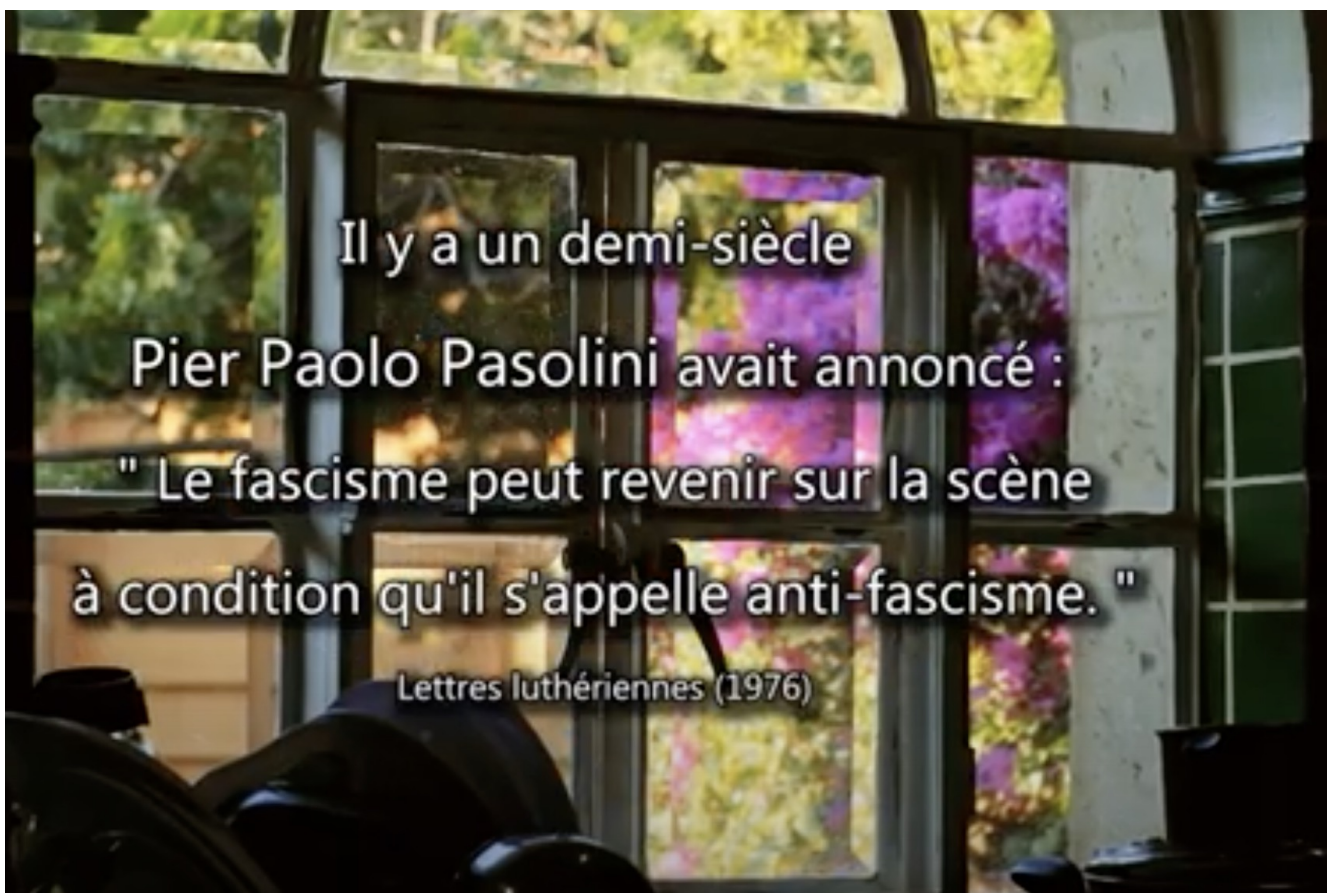 Il y a un demi-siècle
Pier Paolo Pasolini avait annoncé :
" Le fascisme peut revenir sur la scène
à condition qu'il s'appelle anti-fascisme. "
Lettres luthériennes (1976)